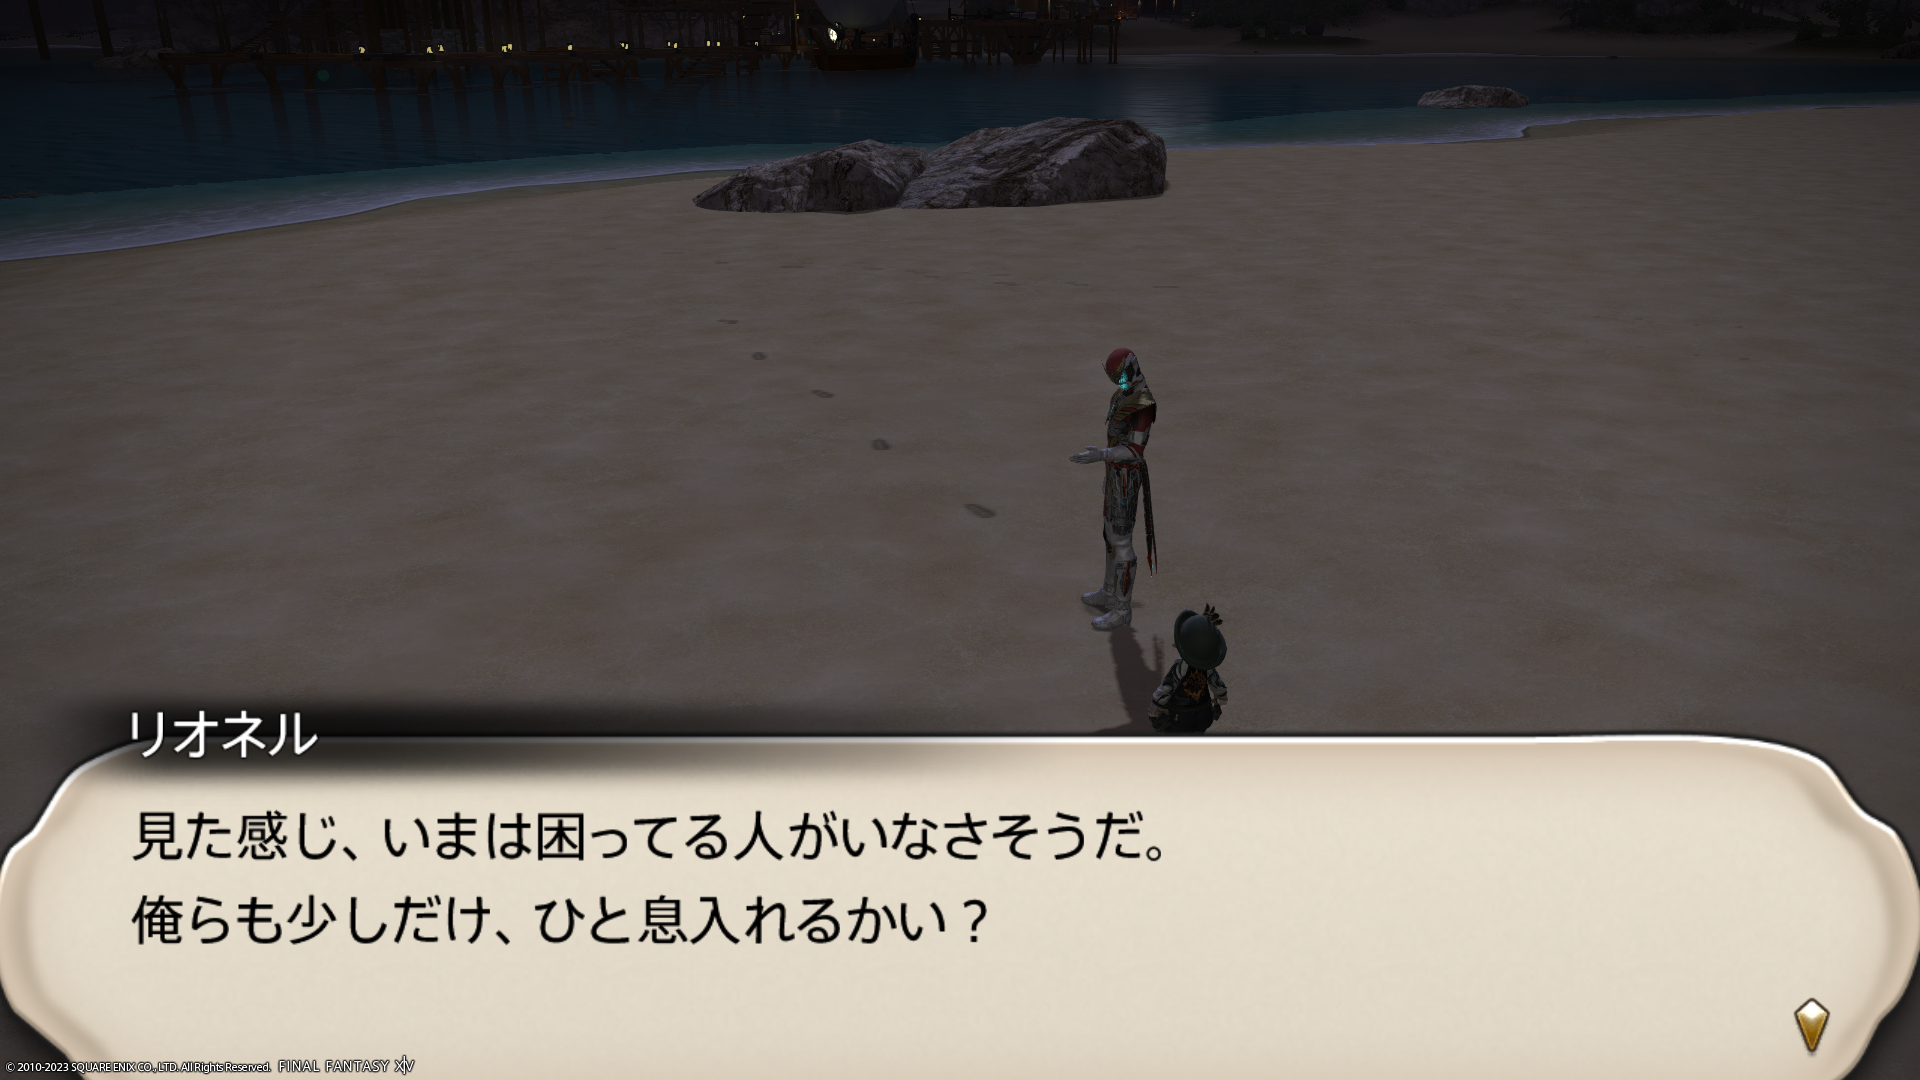 リオネル
見た感じ、いまは困ってる人がいなさそうだ。
俺らも少しだけ、ひと息入れるかい？
© 2010-2023 SQUARE ENIX CO., LTD. All Rights Reserved. FINAL FANTASY XIV